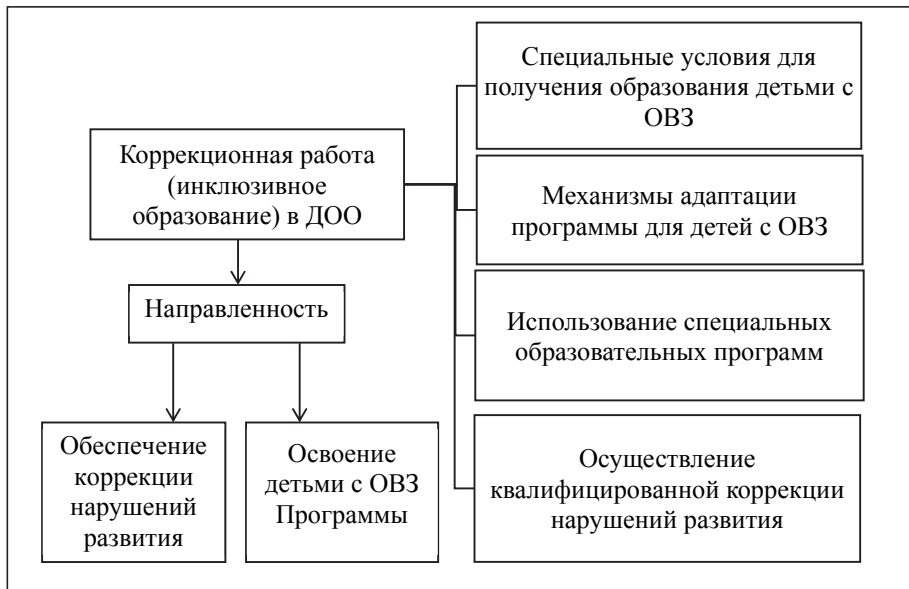 Коррекционная работа
(инклюзивное
образование) в ДОО
Направленность
Обеспечение
коррекции
нарушений
развития
Освоение
детьми с ОВЗ
Программы
Специальные условия для
получения образования детьми с
ОВЗ
Механизмы адаптации
программы для детей с ОВЗ
Использование специальных
образовательных программ
Осуществление
квалифицированной коррекции
нарушения развития